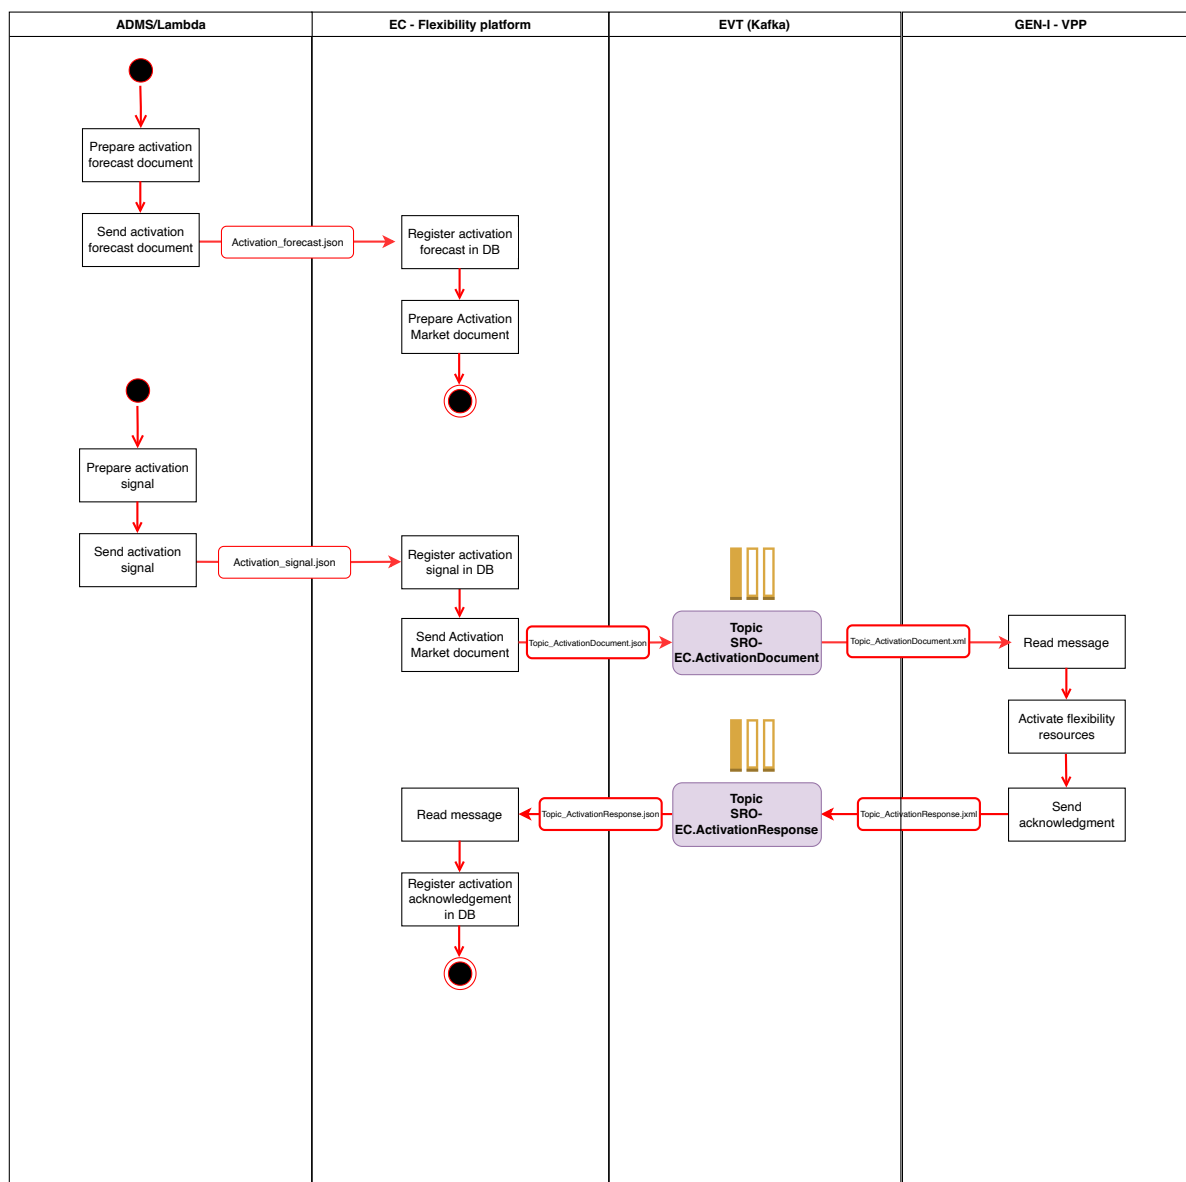 ADMS/Lambda
EC - Flexibility platform
EVT (Kafka)
GEN-I - VPP
Prepare activation
forecast document
Send activation
forecast document
Activation_forecast.json
Register activation
forecast in DB
Prepare Activation
Market document
Prepare activation
signal
Send activation
signal
Activation_signal.json
Register activation
signal in DB
Send Activation
Market document
Topic_ActivationDocument.json
Topic
SRO-
EC.ActivationDocument
Topic_ActivationDocument.xml
Read message
Activate flexibility
resources
Send
acknowledgment
Topic_ActivationResponse.jxml
Topic
SRO-
EC.ActivationResponse
Topic_ActivationResponse.json
Read message
Register activation
acknowledgement
in DB